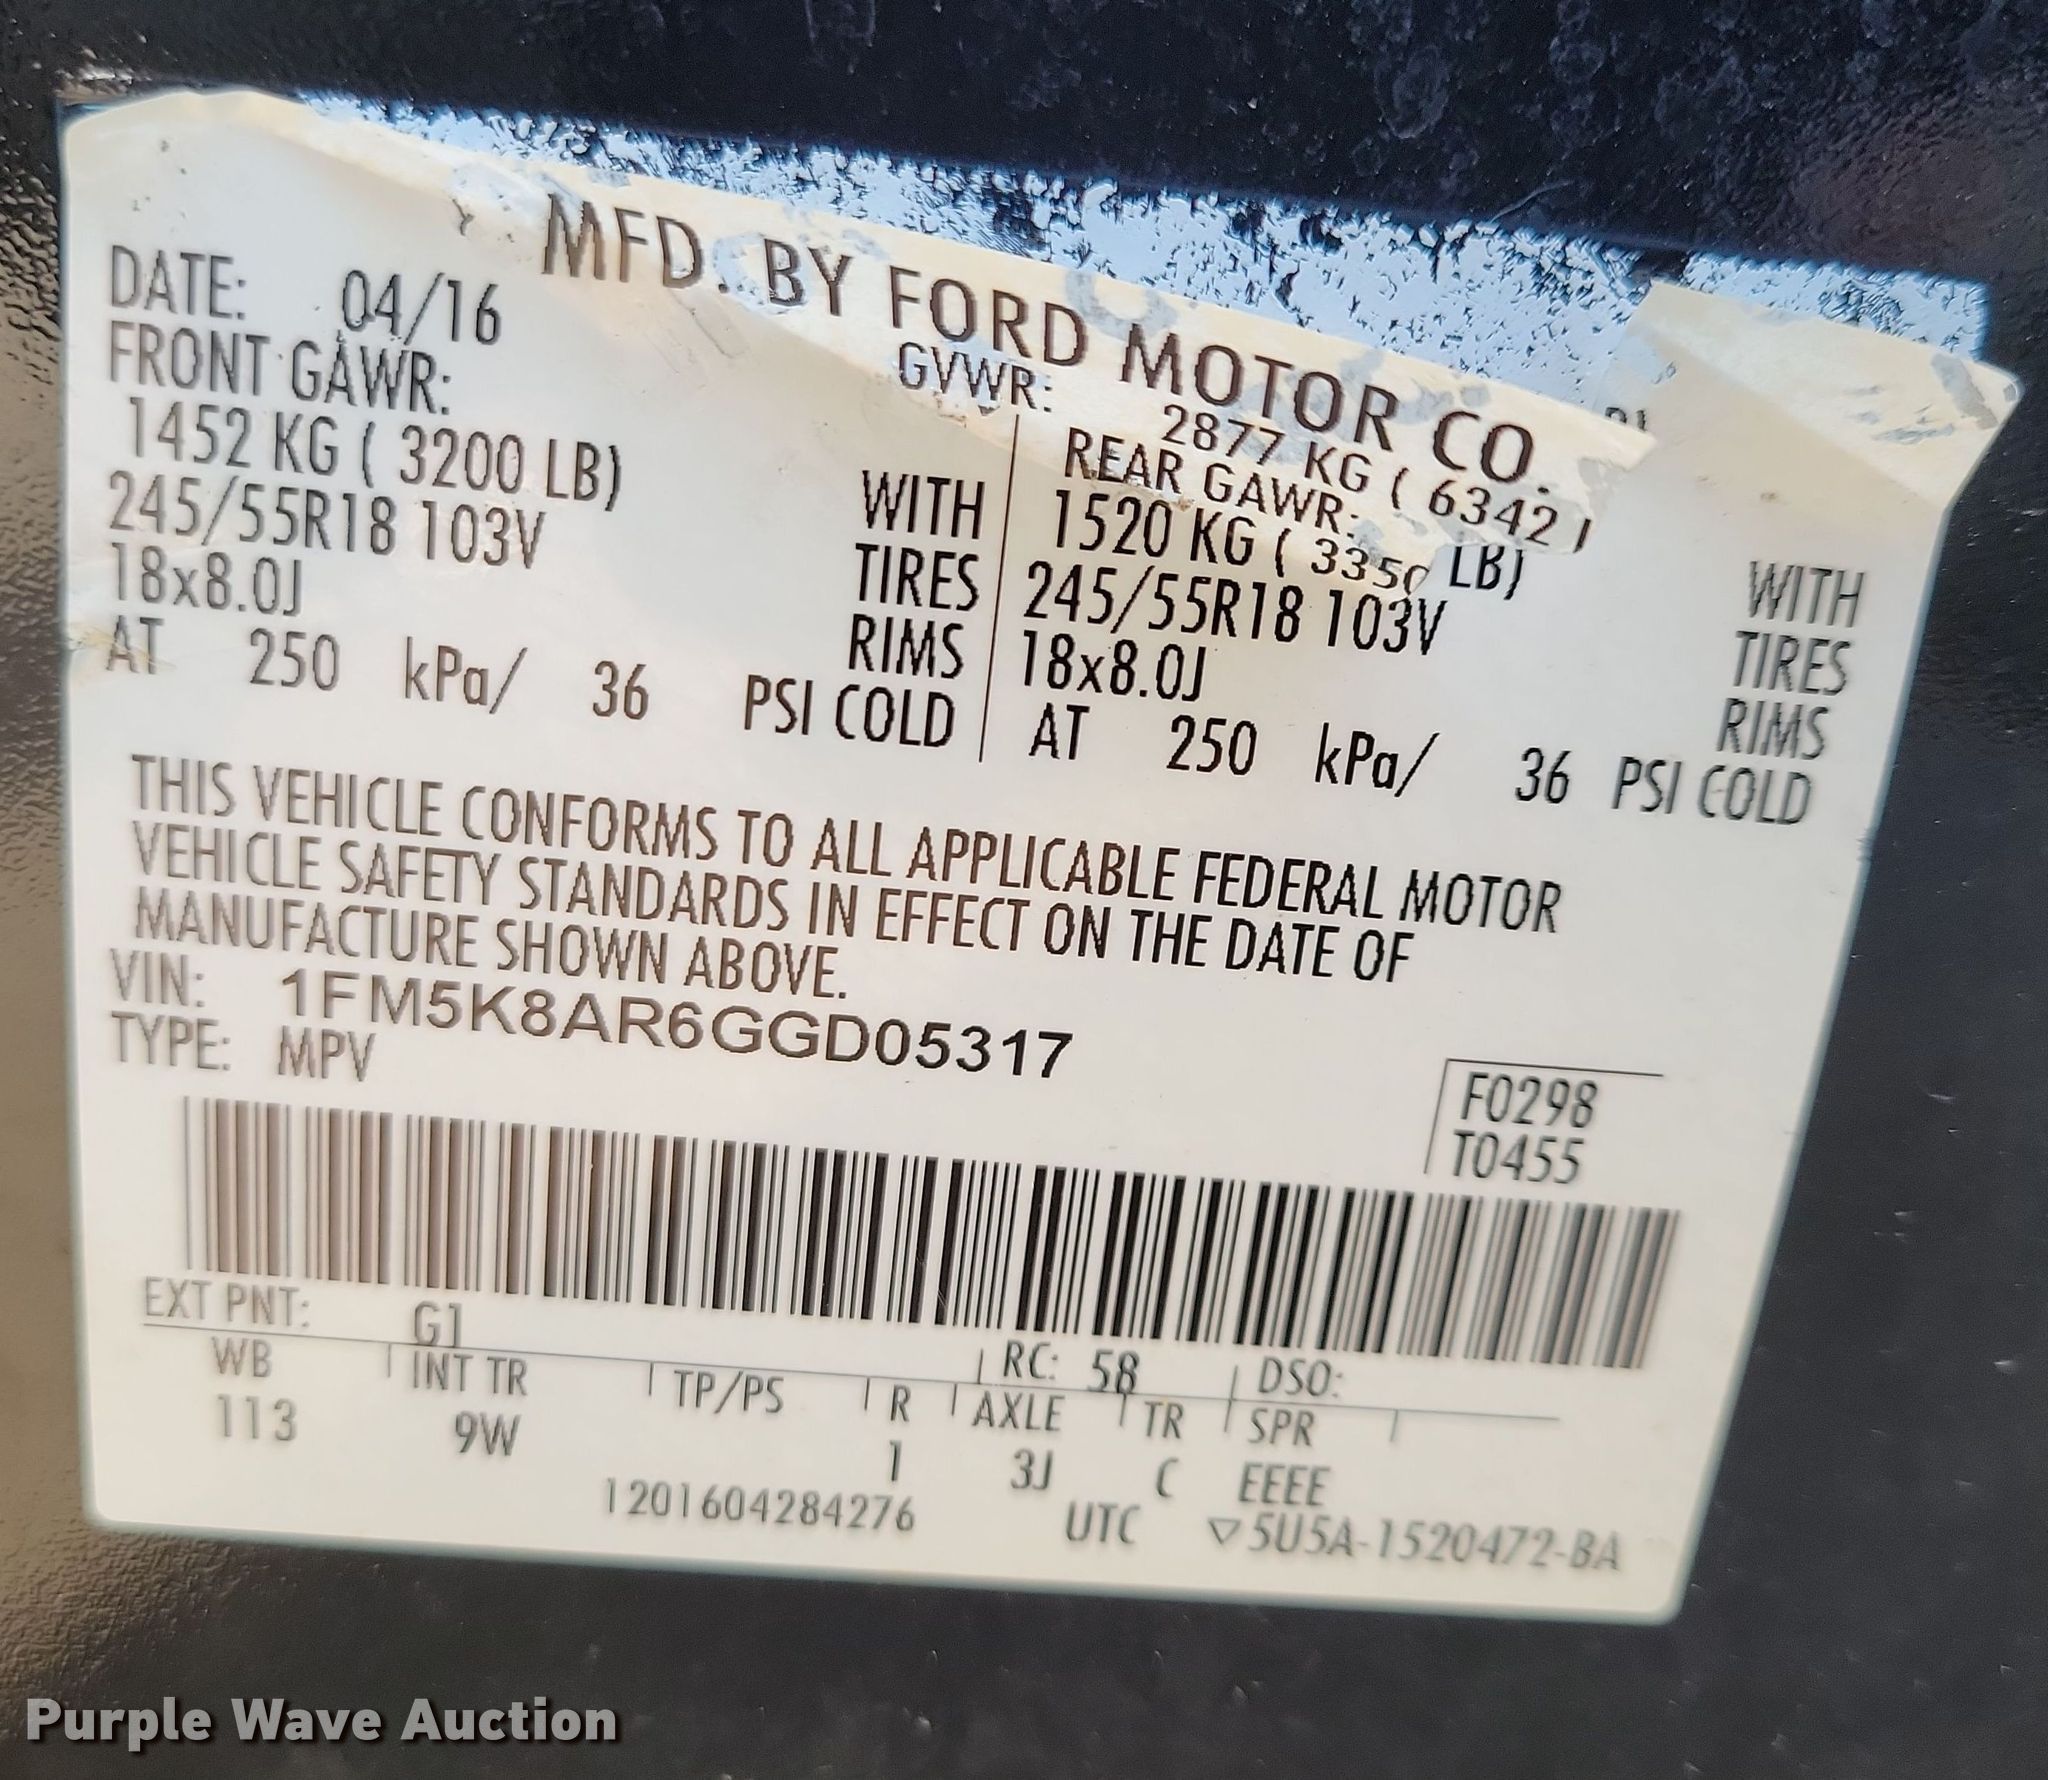 MFD. BY FORD MOTOR CO.
DATE: 04/16 GVWR: 2877 KG ( 6342
FRONT GAWR: REAR GAWR:
1452 KG ( 3200 LB) WITH 1520 KG ( 3350 LB) WITH
245/55R18 103V TIRES 245/55R18 103V TIRES
18x8.0J RIMS 18x8.0J RIMS
AT 250 kPa/ 36 PSI COLD AT 250 kPa/ 36 PSI COLD
THIS VEHICLE CONFORMS TO ALL APPLICABLE FEDERAL MOTOR
VEHICLE SAFETY STANDARDS IN EFFECT ON THE DATE OF
MANUFACTURE SHOWN ABOVE.
VIN: 1FM5K8AR6GGD05317
TYPE: MPV
F0298
T0455
EXT PNT: G1 RC: 58 DSO:
WB INT TR TP/PS R AXLE TR SPR
113 9W 1 3J C EEEE
1201604284276 UTC ▽5U5A-1520472-BA
Purple Wave Auction